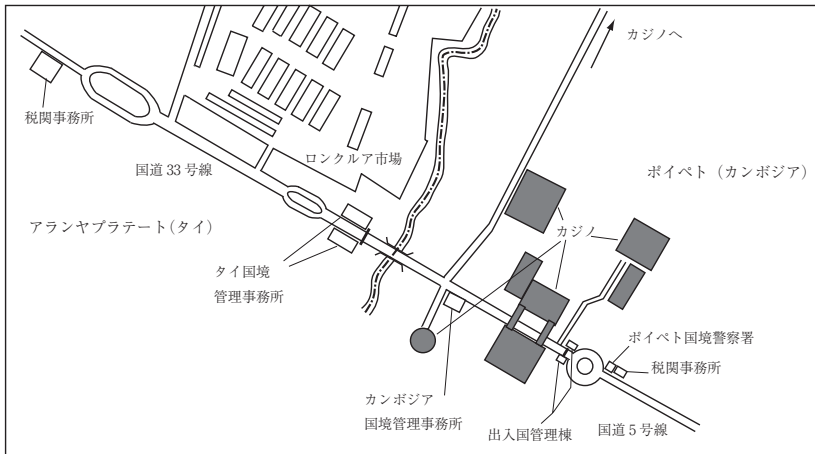 カジノへ
税関事務所
ロンクルア市場
国道33号線
ポイペト（カンボジア）
アランヤプラテート（タイ）
カジノ
タイ国境
管理事務所
ポイペト国境警察署
税関事務所
カンボジア
国境管理事務所
出入国管理棟
国道5号線